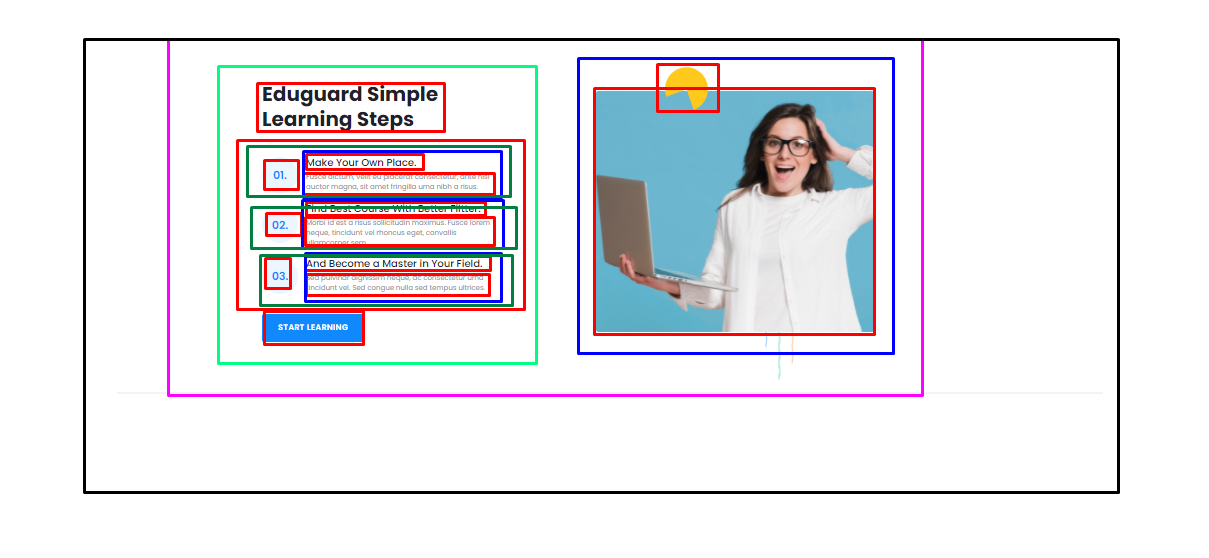 Eduguard Simple
Learning Steps
01.
Make Your Own Place.
Fusce dictum, velit eu placerat consectetur, ante nisl
auctor magna, sit amet fringilla urna nibh a risus.
02.
Find Best Course With Better Filtter.
Morbi id est a risus sollicitudin maximus. Fusce lorem
neque, tincidunt vel rhoncus eget, convallis
ullamcorper sem.
03.
And Become a Master in Your Field.
Sed pulvinar dignissim neque, ac consectetur urna
tincidunt vel. Sed congue nulla sed tempus ultrices.
START LEARNING